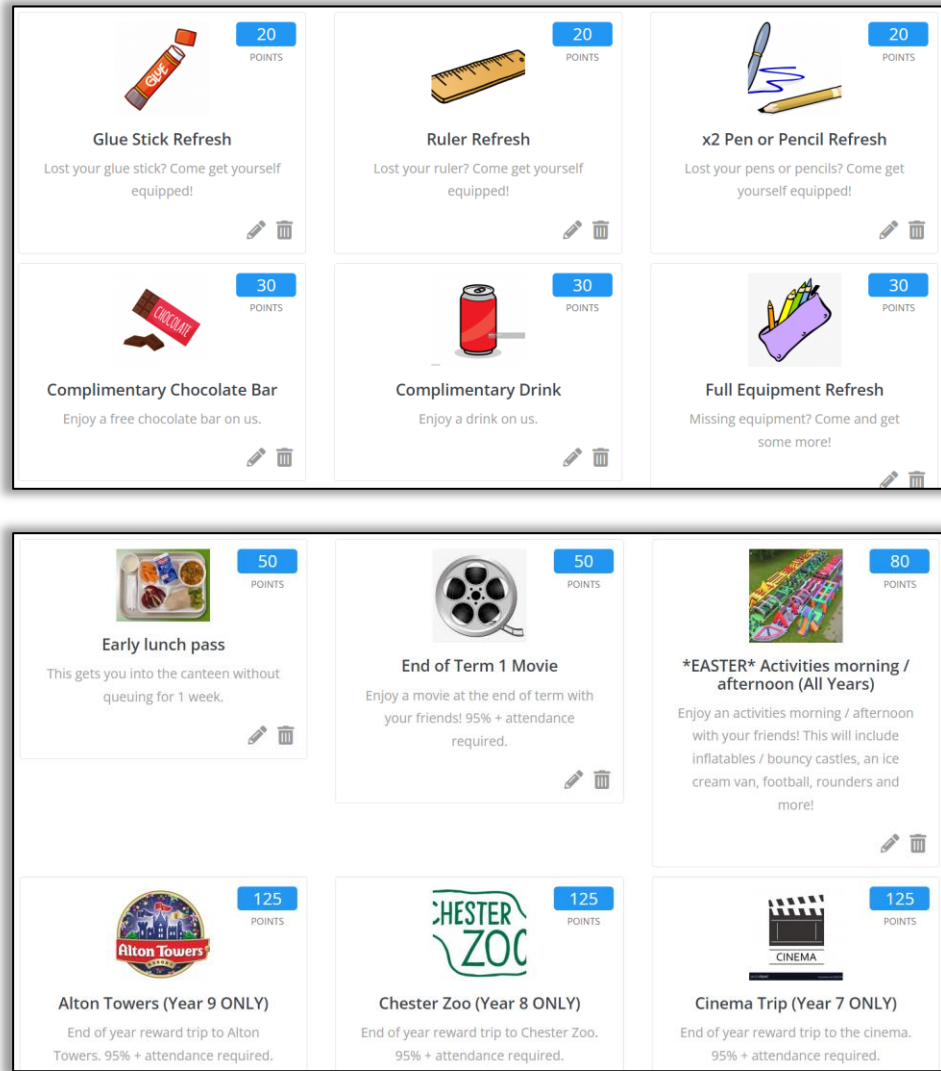 20
POINTS
GLUE
Glue Stick Refresh
Lost your glue stick? Come get yourself
equipped!
20
POINTS
Ruler Refresh
Lost your ruler? Come get yourself
equipped!
20
POINTS
x2 Pen or Pencil Refresh
Lost your pens or pencils? Come get
yourself equipped!
30
POINTS
CHOCOLATE
Complimentary Chocolate Bar
Enjoy a free chocolate bar on us.
30
POINTS
Complimentary Drink
Enjoy a drink on us.
30
POINTS
Full Equipment Refresh
Missing equipment? Come and get
some more!
50
POINTS
Early lunch pass
This gets you into the canteen without
queuing for 1 week.
50
POINTS
End of Term 1 Movie
Enjoy a movie at the end of term with
your friends! 95% + attendance
required.
80
POINTS
*EASTER* Activities morning /
afternoon (All Years)
Enjoy an activities morning / afternoon
with your friends! This will include
inflatables / bouncy castles, an ice
cream van, football, rounders and
more!
125
POINTS
Alton Towers
RESORT
Alton Towers (Year 9 ONLY)
End of year reward trip to Alton
Towers. 95% + attendance required.
125
POINTS
CHESTER
ZOO
Chester Zoo (Year 8 ONLY)
End of year reward trip to Chester Zoo.
95% + attendance required.
125
POINTS
CINEMA
Cinema Trip (Year 7 ONLY)
End of year reward trip to the cinema.
95% + attendance required.